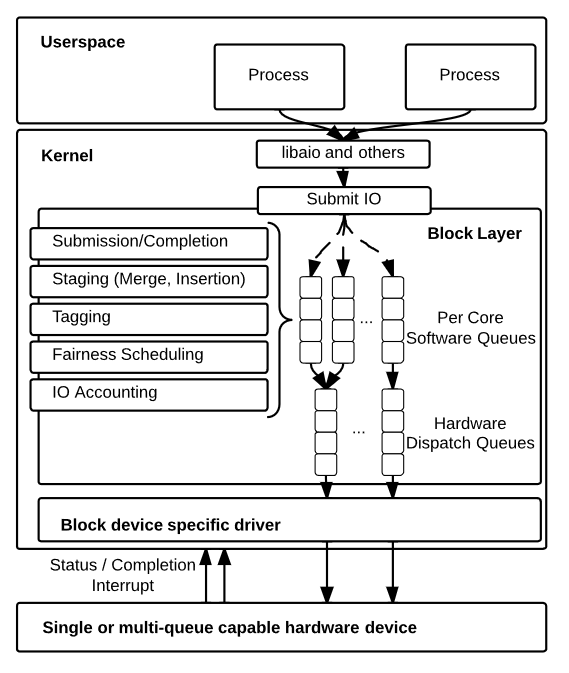 Userspace
Process
Process
Kernel
libaio and others
Submit IO
Block Layer
Submission/Completion
Staging (Merge, Insertion)
Tagging
Fairness Scheduling
IO Accounting
...
Per Core
Software Queues
...
Hardware
Dispatch Queues
Block device specific driver
Status / Completion
Interrupt
Single or multi-queue capable hardware device